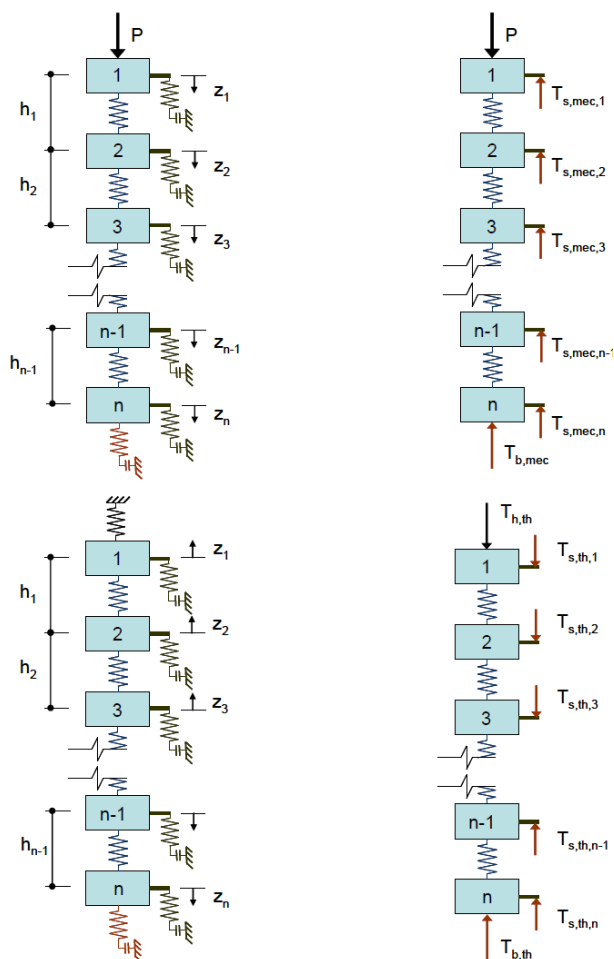 P
1
z1
h1
2
z2
h2
3
z3
n-1
zn-1
hn-1
n
zn
P
1
Ts,mec,1
2
Ts,mec,2
3
Ts,mec,3
n-1
Ts,mec,n-1
n
Ts,mec,n
Tb,mec
1
z1
h1
2
z2
h2
3
z3
n-1
hn-1
n
zn
Th,th
Ts,th,1
1
Ts,th,2
2
Ts,th,3
3
n-1
Ts,th,n-1
n
Ts,th,n
Tb,th